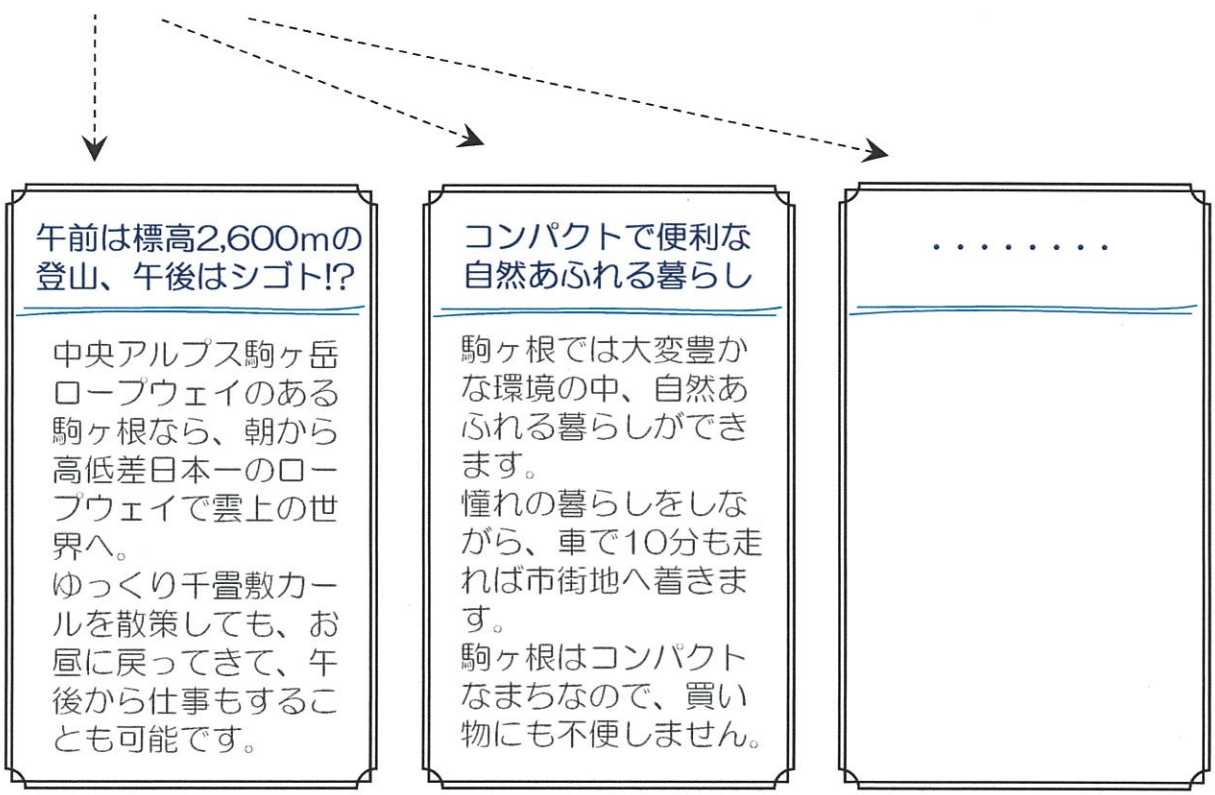 午前は標高2,600mの
登山、午後はシゴト!?
中央アルプス駒ヶ岳
ロープウェイのある
駒ヶ根なら、朝から
高低差日本一のロー
プウェイで雲上の世
界へ。
ゆっくり千畳敷カー
ルを散策しても、お
昼に戻ってきて、午
後から仕事もするこ
とも可能です。
コンパクトで便利な
自然あふれる暮らし
駒ヶ根では大変豊か
な環境の中、自然あ
ふれる暮らしができ
ます。
憧れの暮らしをしな
がら、車で10分も走
れば市街地へ着きま
す。
駒ヶ根はコンパクト
なまちなので、買い
物にも不便しません。
・・・・・・・・